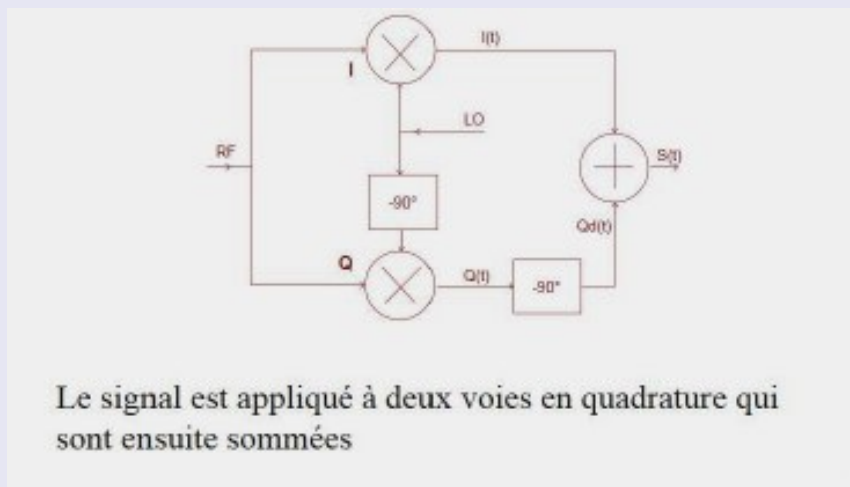 I(t)
I
LO
RF
S(t)
-90°
Qd(t)
Q
Q(t)
-90°
Le signal est appliqué à deux voies en quadrature qui
sont ensuite sommées